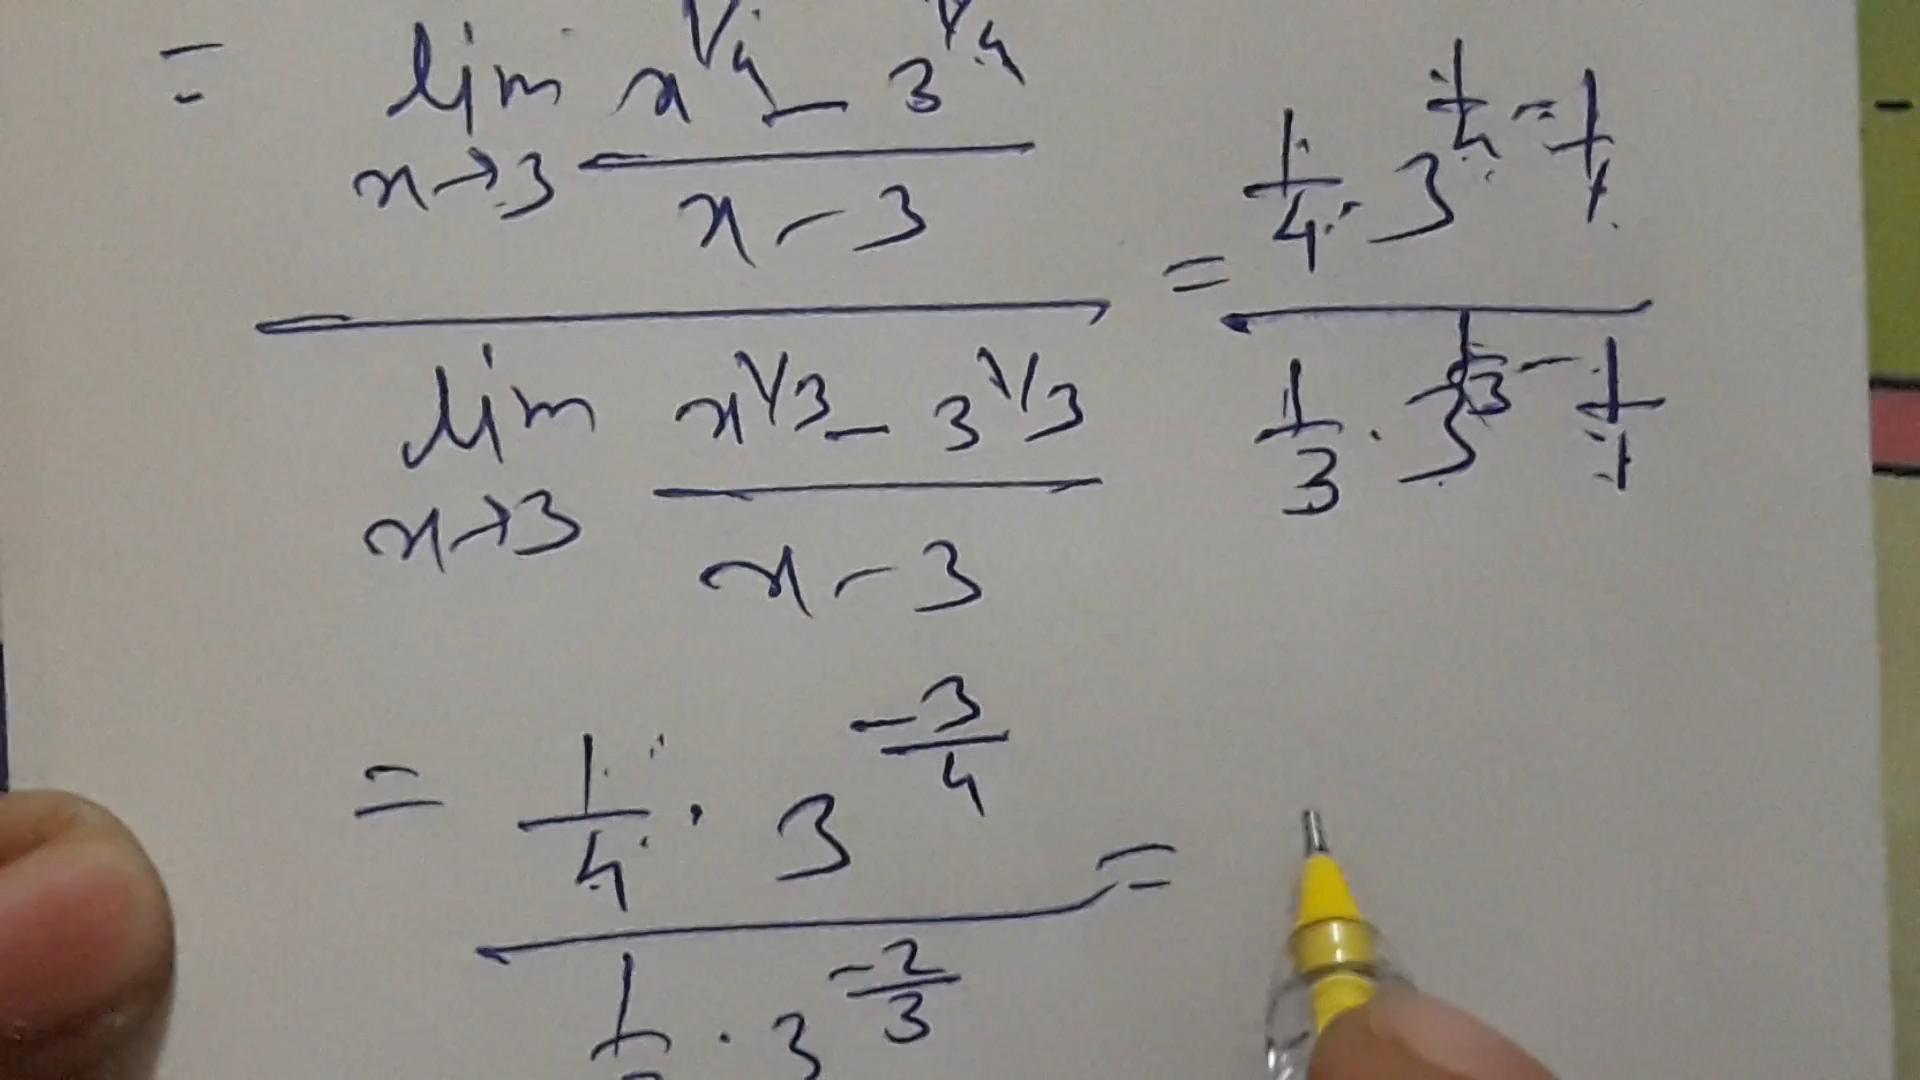 = lim x→3 (x^1/4 - 3^1/4)/(x - 3)
/ lim x→3 (x^1/3 - 3^1/3)/(x - 3)
= (1/4 · 3^(1/4 - 1/1)) / (1/3 · 3^(1/3 - 1/1))
= (1/4 · 3^(-3/4)) / (· 3^(-2/3)) =